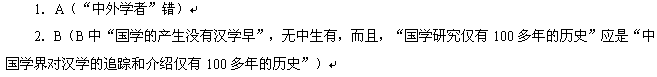 1．A（“中外学者”错）↵
2．B（B 中“国学的产生没有汉学早”，无中生有，而且，“国学研究仅有 100 多年的历史”应是“中
国学界对汉学的追踪和介绍仅有 100 多年的历史”）↵